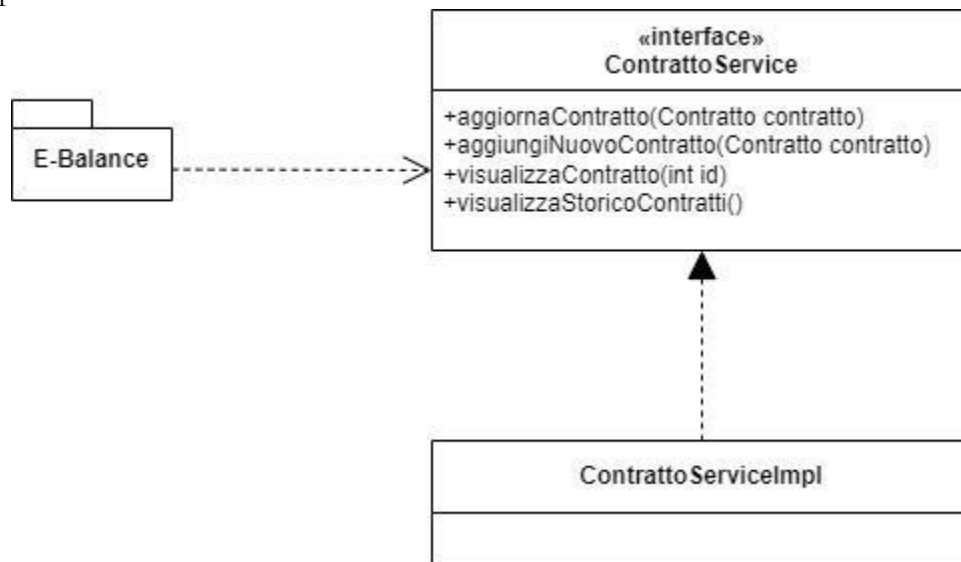 «interface»
ContrattoService
E-Balance
+aggiornaContratto(Contratto contratto)
+aggiungiNuovoContratto(Contratto contratto)
+visualizzaContratto(int id)
+visualizzaStoricoContratti()
ContrattoServiceImpl